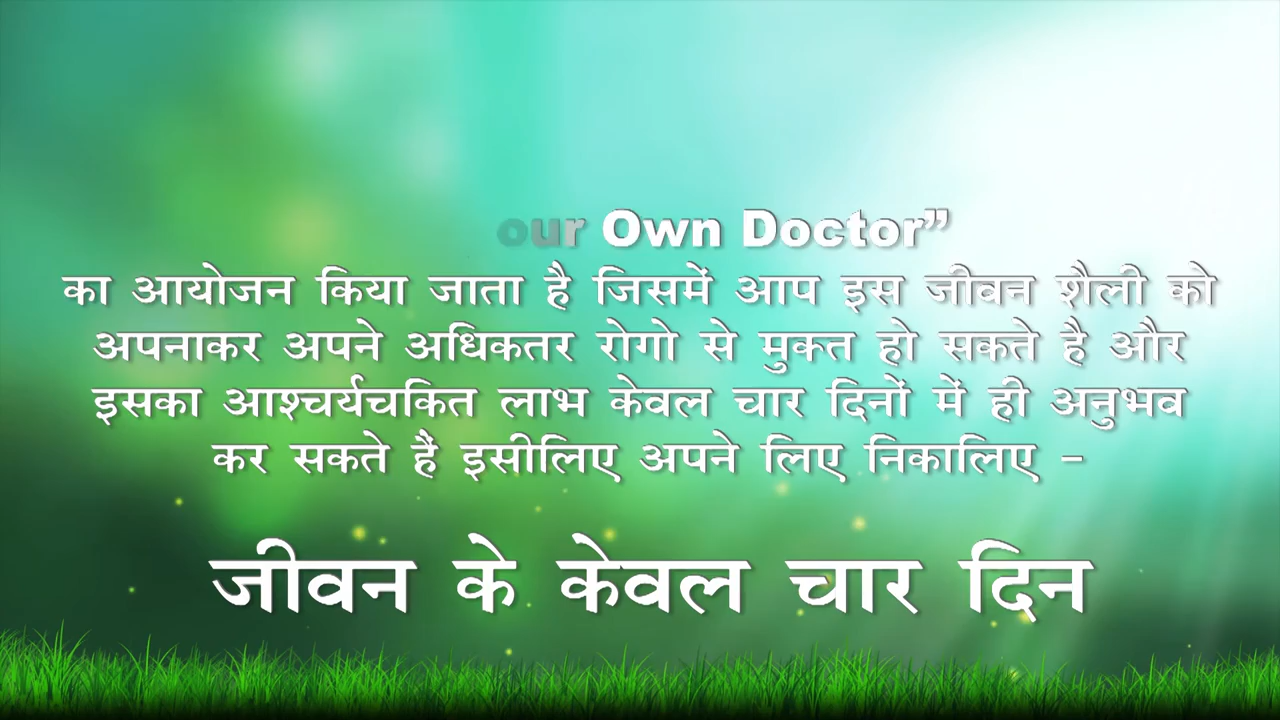 our Own Doctor”
का आयोजन किया जाता है जिसमें आप इस जीवन शैली को
अपनाकर अपने अधिकतर रोगो से मुक्त हो सकते है और
इसका आश्चर्यचकित लाभ केवल चार दिनों में ही अनुभव
कर सकते हैं इसीलिए अपने लिए निकालिए –
जीवन के केवल चार दिन